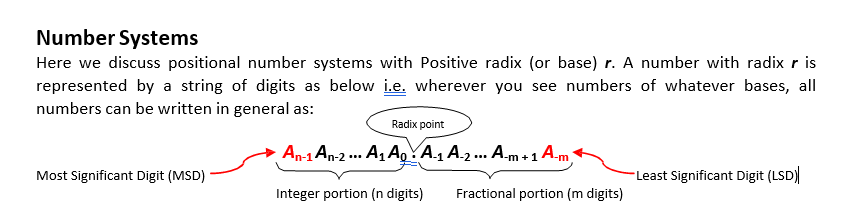 Number Systems
Here we discuss positional number systems with Positive radix (or base) r. A number with radix r is
represented by a string of digits as below i.e. wherever you see numbers of whatever bases, all
numbers can be written in general as:
Radix point
Aₙ₋₁ Aₙ₋₂ ... A₁ A₀ . A₋₁ A₋₂ ... A₋ₘ ₊ ₁ A₋ₘ
Most Significant Digit (MSD)
Least Significant Digit (LSD)
Integer portion (n digits)
Fractional portion (m digits)